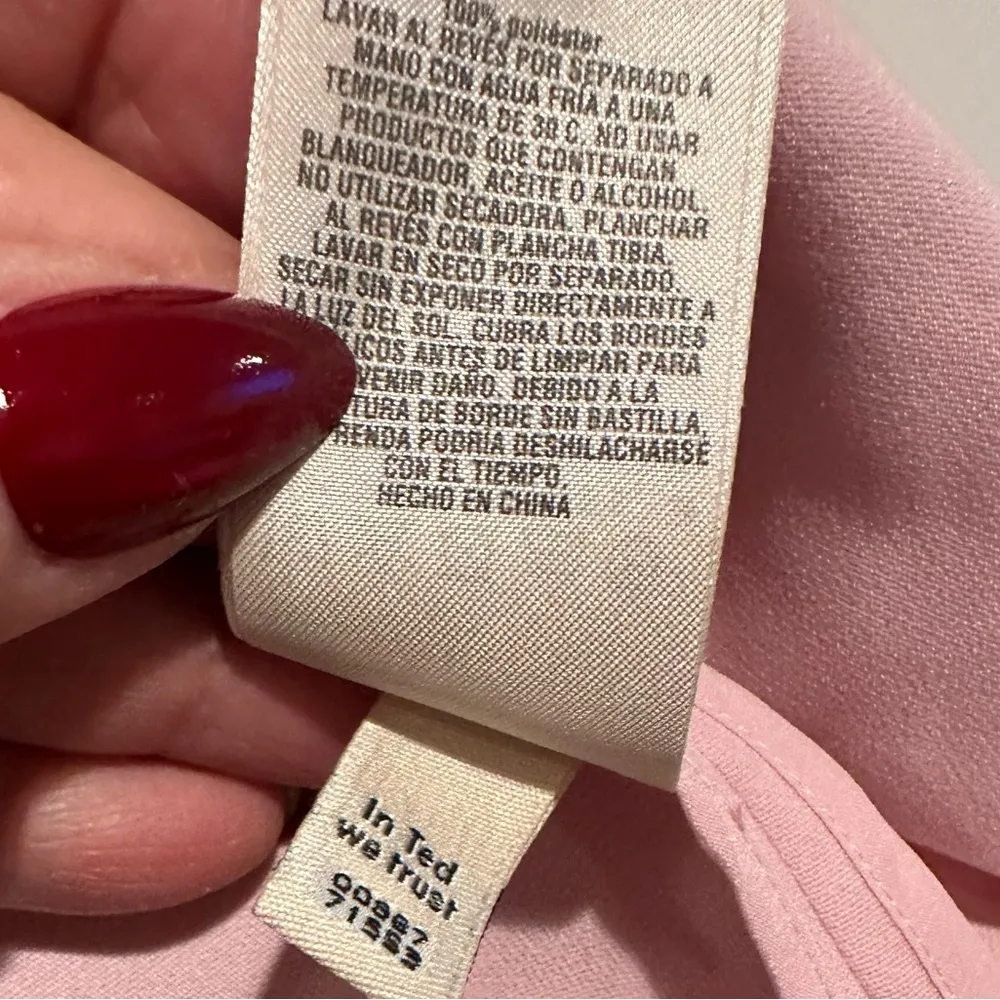 100% poliéster
LAVAR AL REVÉS POR SEPARADO A
MANO CON AGUA FRÍA A UNA
TEMPERATURA DE 30 C. NO USAR
PRODUCTOS QUE CONTENGAN
BLANQUEADOR, ACEITE O ALCOHOL.
NO UTILIZAR SECADORA. PLANCHAR
AL REVÉS CON PLANCHA TIBIA.
LAVAR EN SECO POR SEPARADO.
SECAR SIN EXPONER DIRECTAMENTE A
LA LUZ DEL SOL. CUBRA LOS BORDES
ICOS ANTES DE LIMPIAR PARA
VENIR DAÑO. DEBIDO A LA
TURA DE BORDE SIN BASTILLA,
RENDA PODRÍA DESHILACHARSE
CON EL TIEMPO.
HECHO EN CHINA
In Ted
we trust